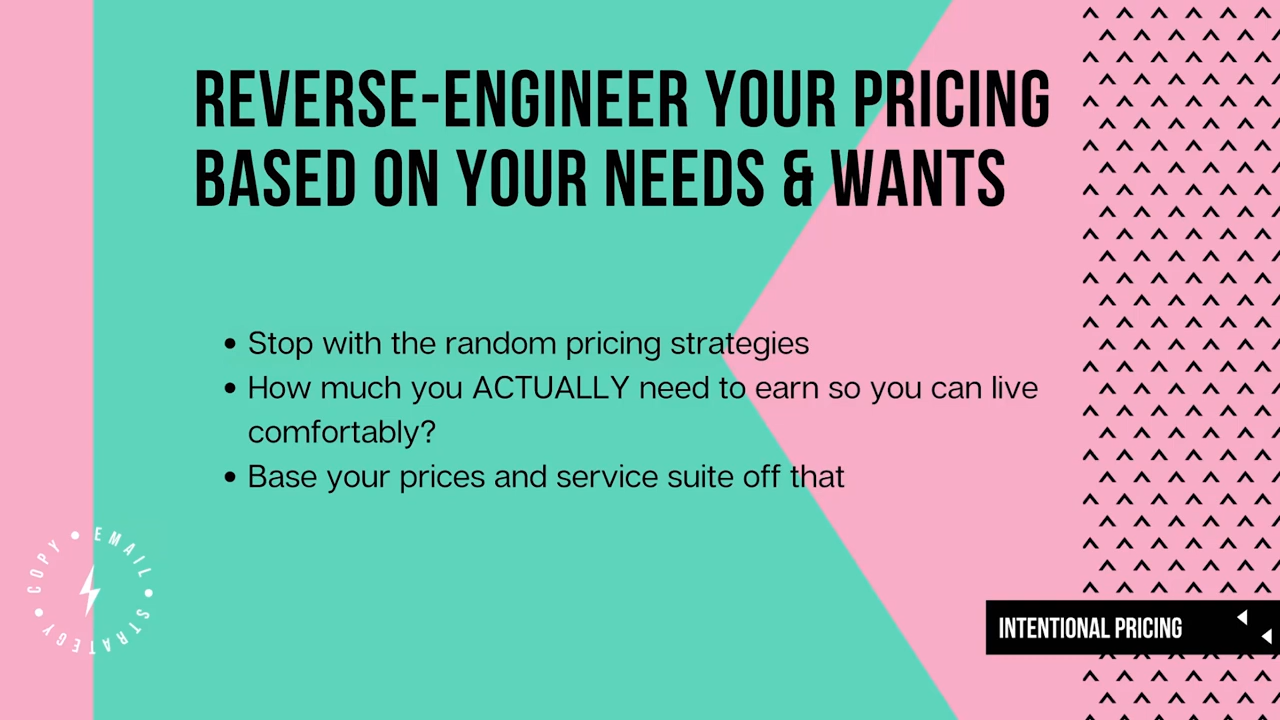 REVERSE-ENGINEER YOUR PRICING
BASED ON YOUR NEEDS & WANTS
• Stop with the random pricing strategies
• How much you ACTUALLY need to earn so you can live
comfortably?
• Base your prices and service suite off that
COPY • EMAIL • STRATEGY •
INTENTIONAL PRICING